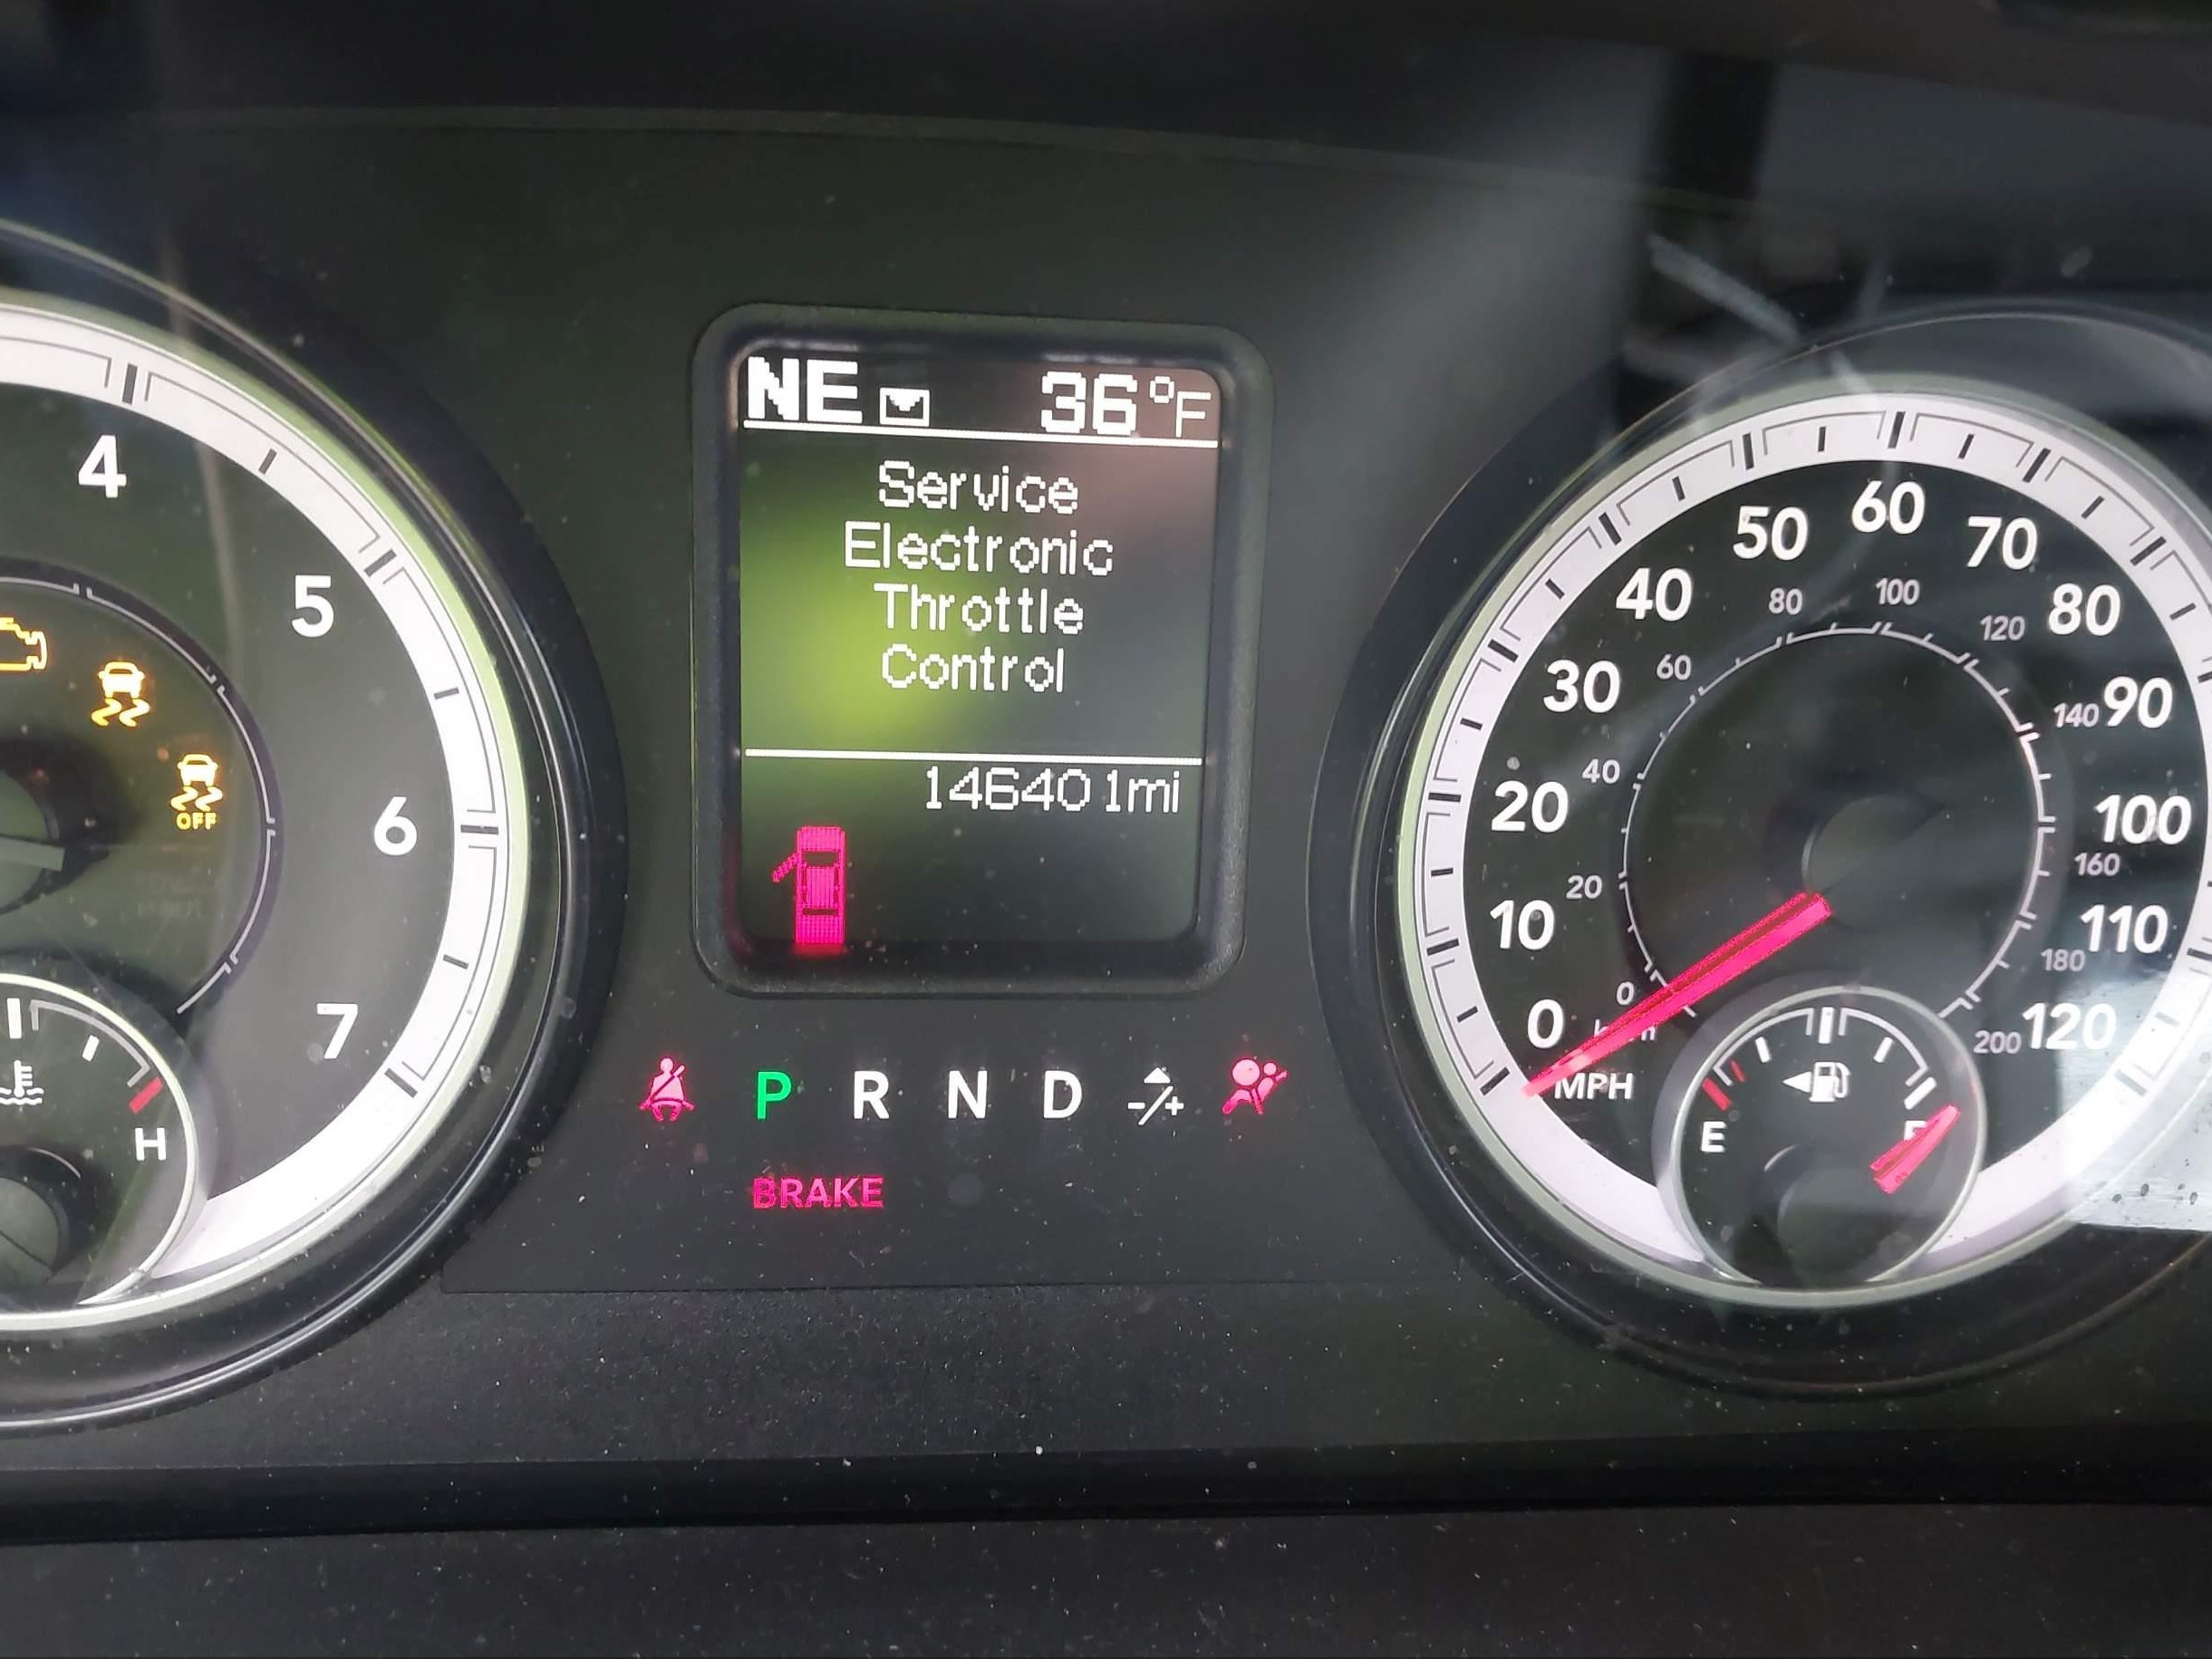 NE 36°F
Service
Electronic
Throttle
Control
146401mi
4
5
6
7
H
OFF
P R N D -/+
BRAKE
0 10 20 30 40 50 60 70 80 90 100 110 120
0 20 40 60 80 100 120 140 160 180 200
MPH
E F